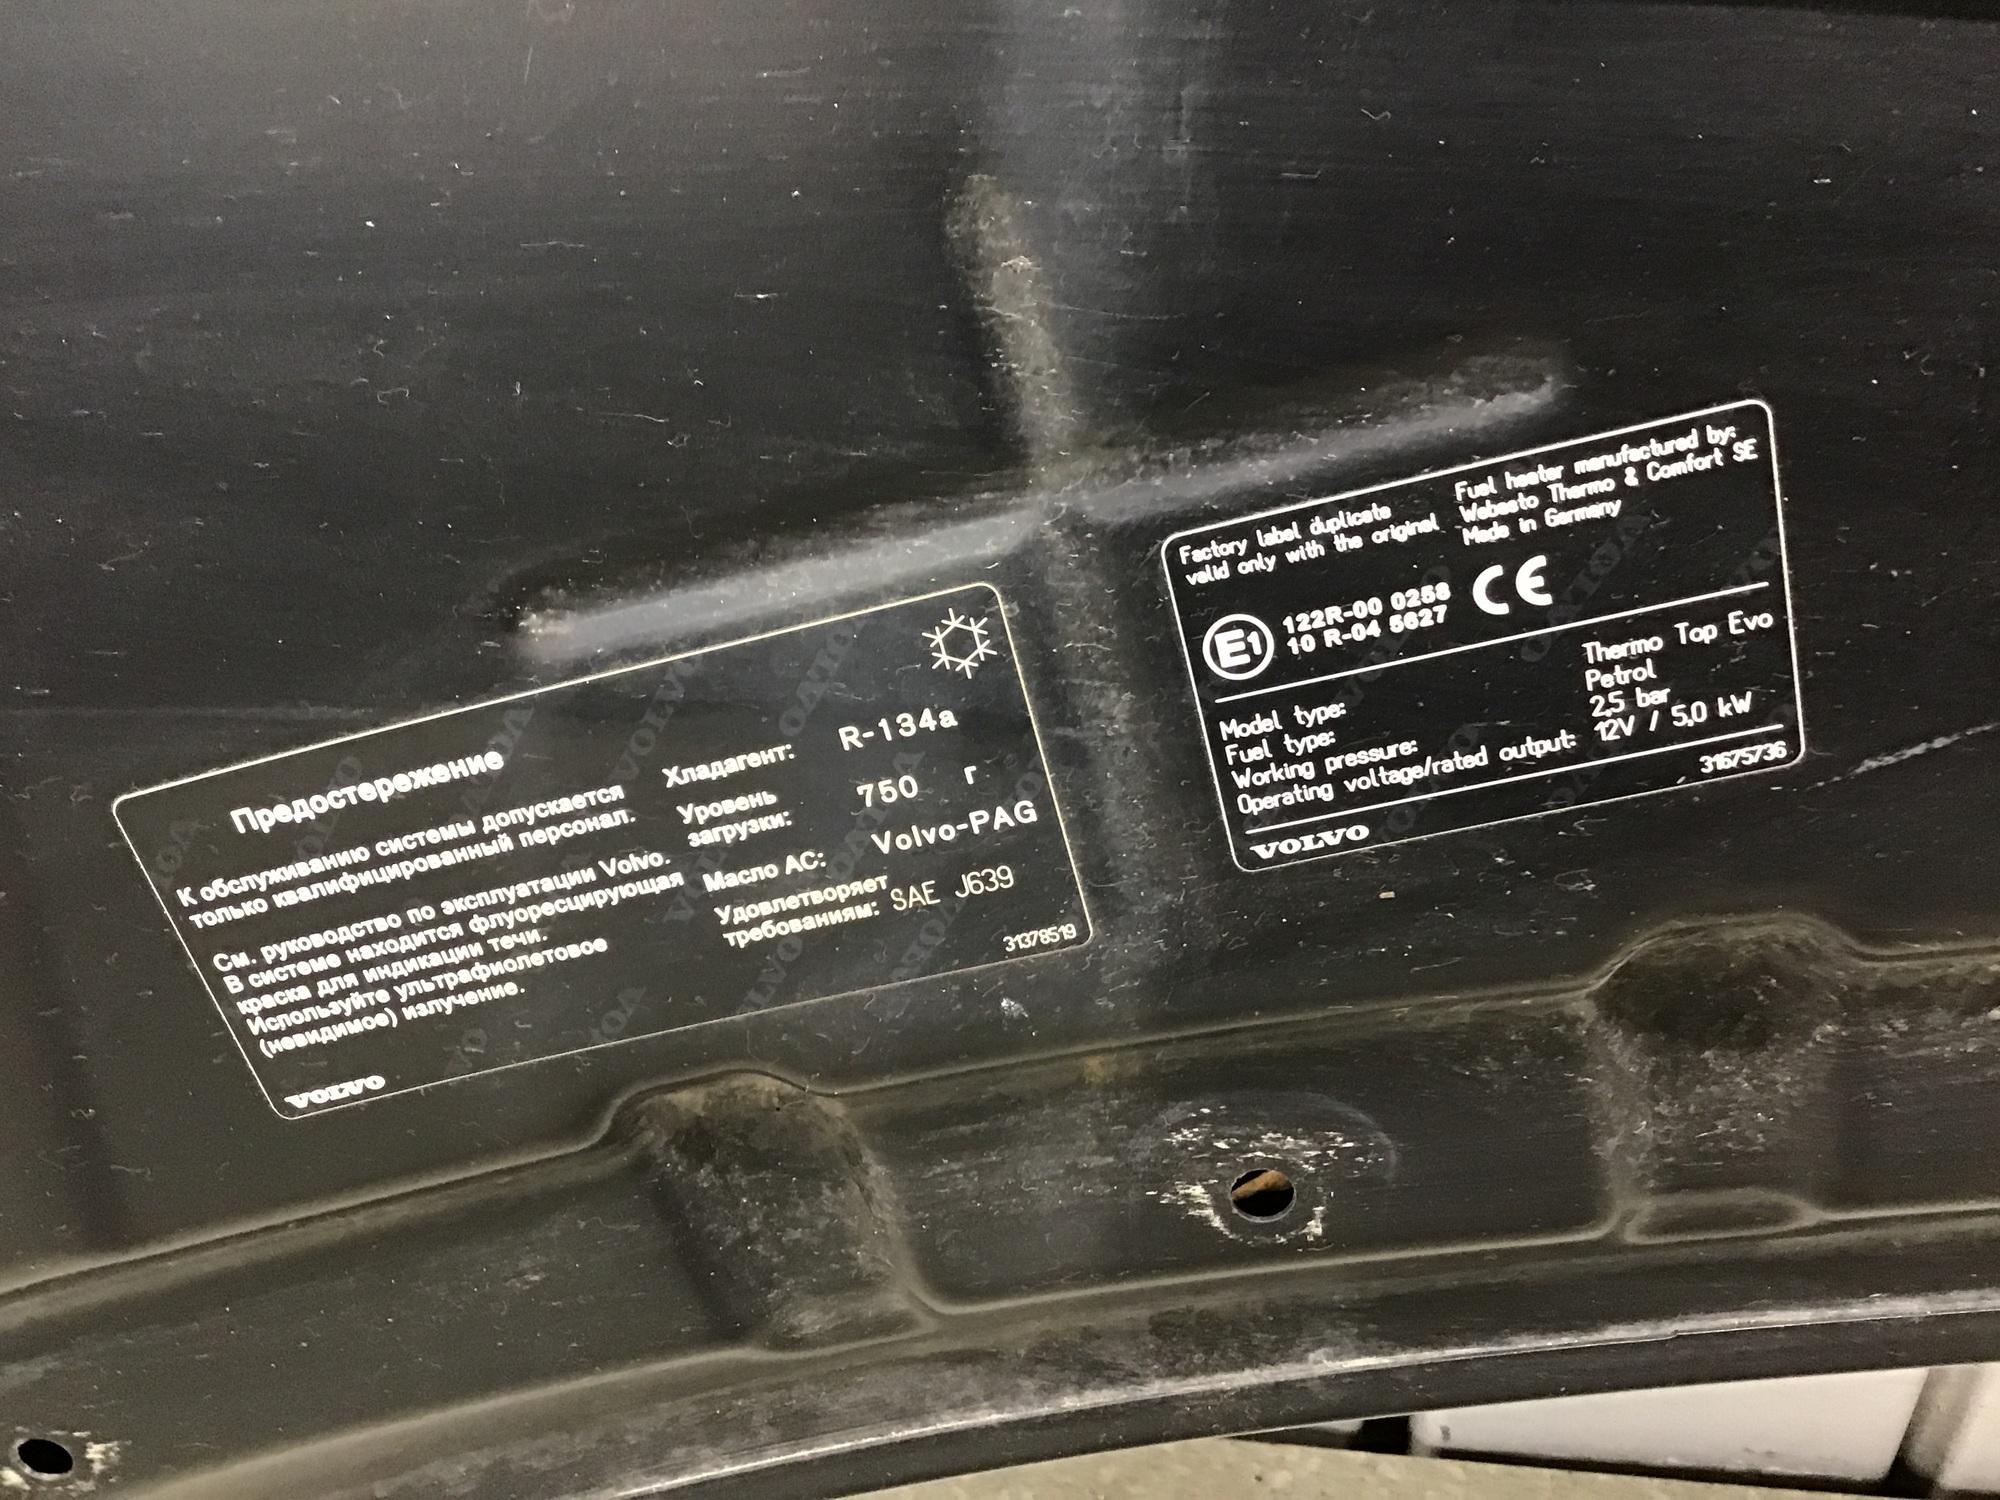 Предостережение
К обслуживанию системы допускается
только квалифицированный персонал.
См. руководство по эксплуатации Volvo.
В системе находится флуоресцирующая
краска для индикации течи.
Используйте ультрафиолетовое
(невидимое) излучение.
VOLVO
Хладагент: R-134a
Уровень
загрузки: 750 г
Масло AC: Volvo-PAG
Удовлетворяет
требованиям: SAE J639
31378519
Factory label duplicate
valid only with the original
Fuel heater manufactured by:
Webasto Thermo & Comfort SE
Made in Germany
E1
122R-00 0258
10 R-04 5627
CE
Model type: Thermo Top Evo
Fuel type: Petrol
Working pressure: 2,5 bar
Operating voltage/rated output: 12V / 5,0 kW
31675736
VOLVO